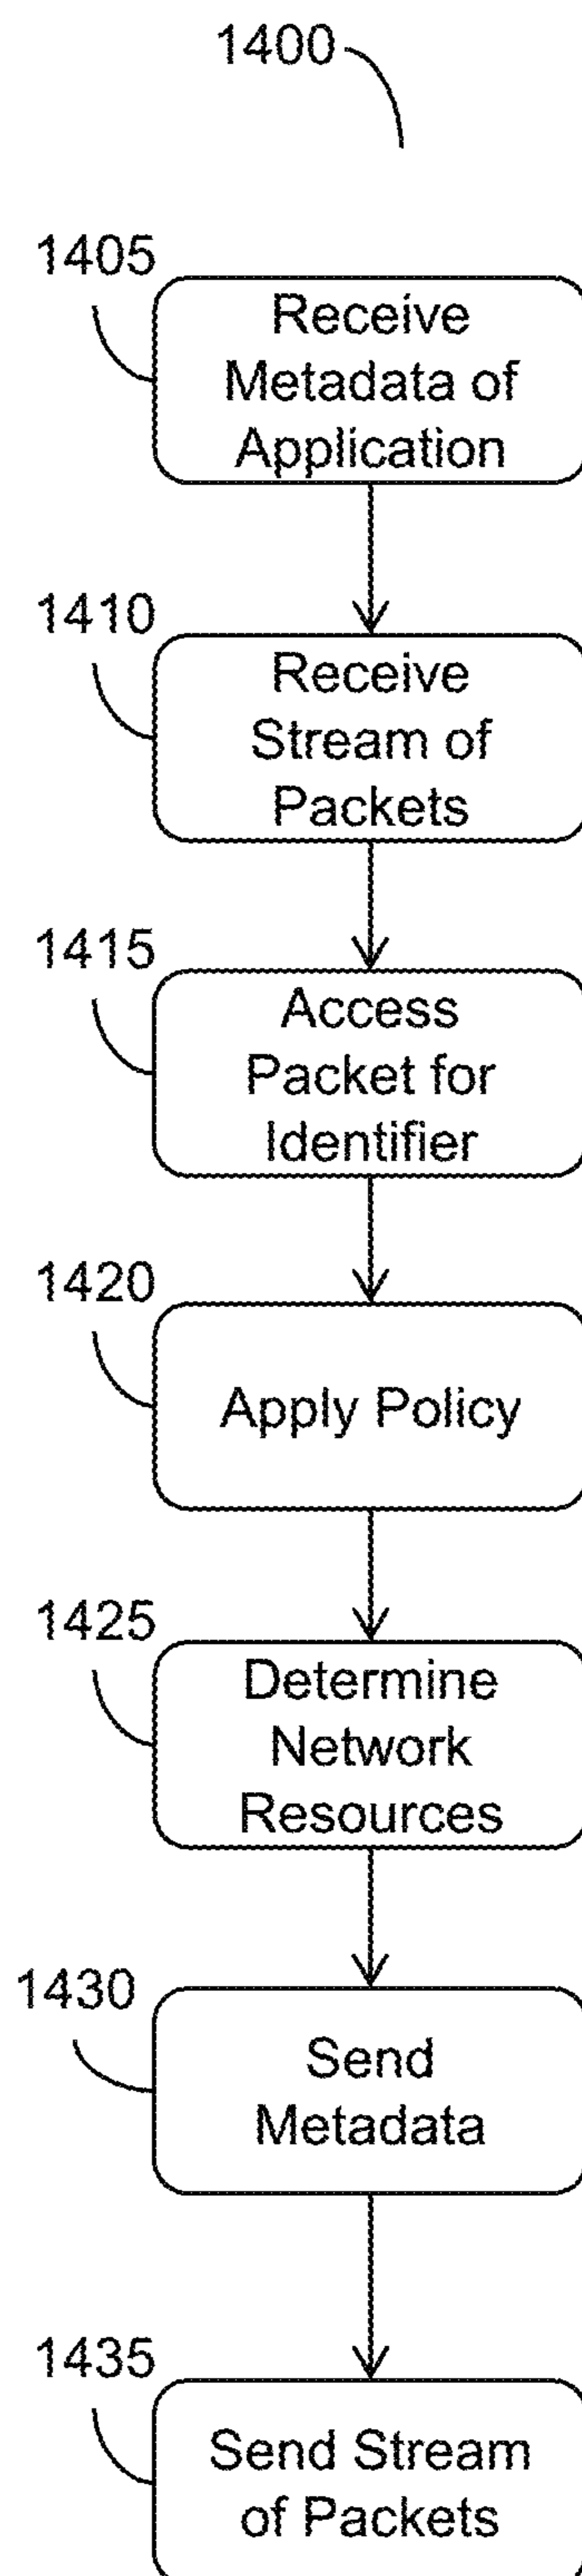 1400
1405
Receive
Metadata of
Application
1410
Receive
Stream of
Packets
1415
Access
Packet for
Identifier
1420
Apply Policy
1425
Determine
Network
Resources
1430
Send
Metadata
1435
Send Stream
of Packets